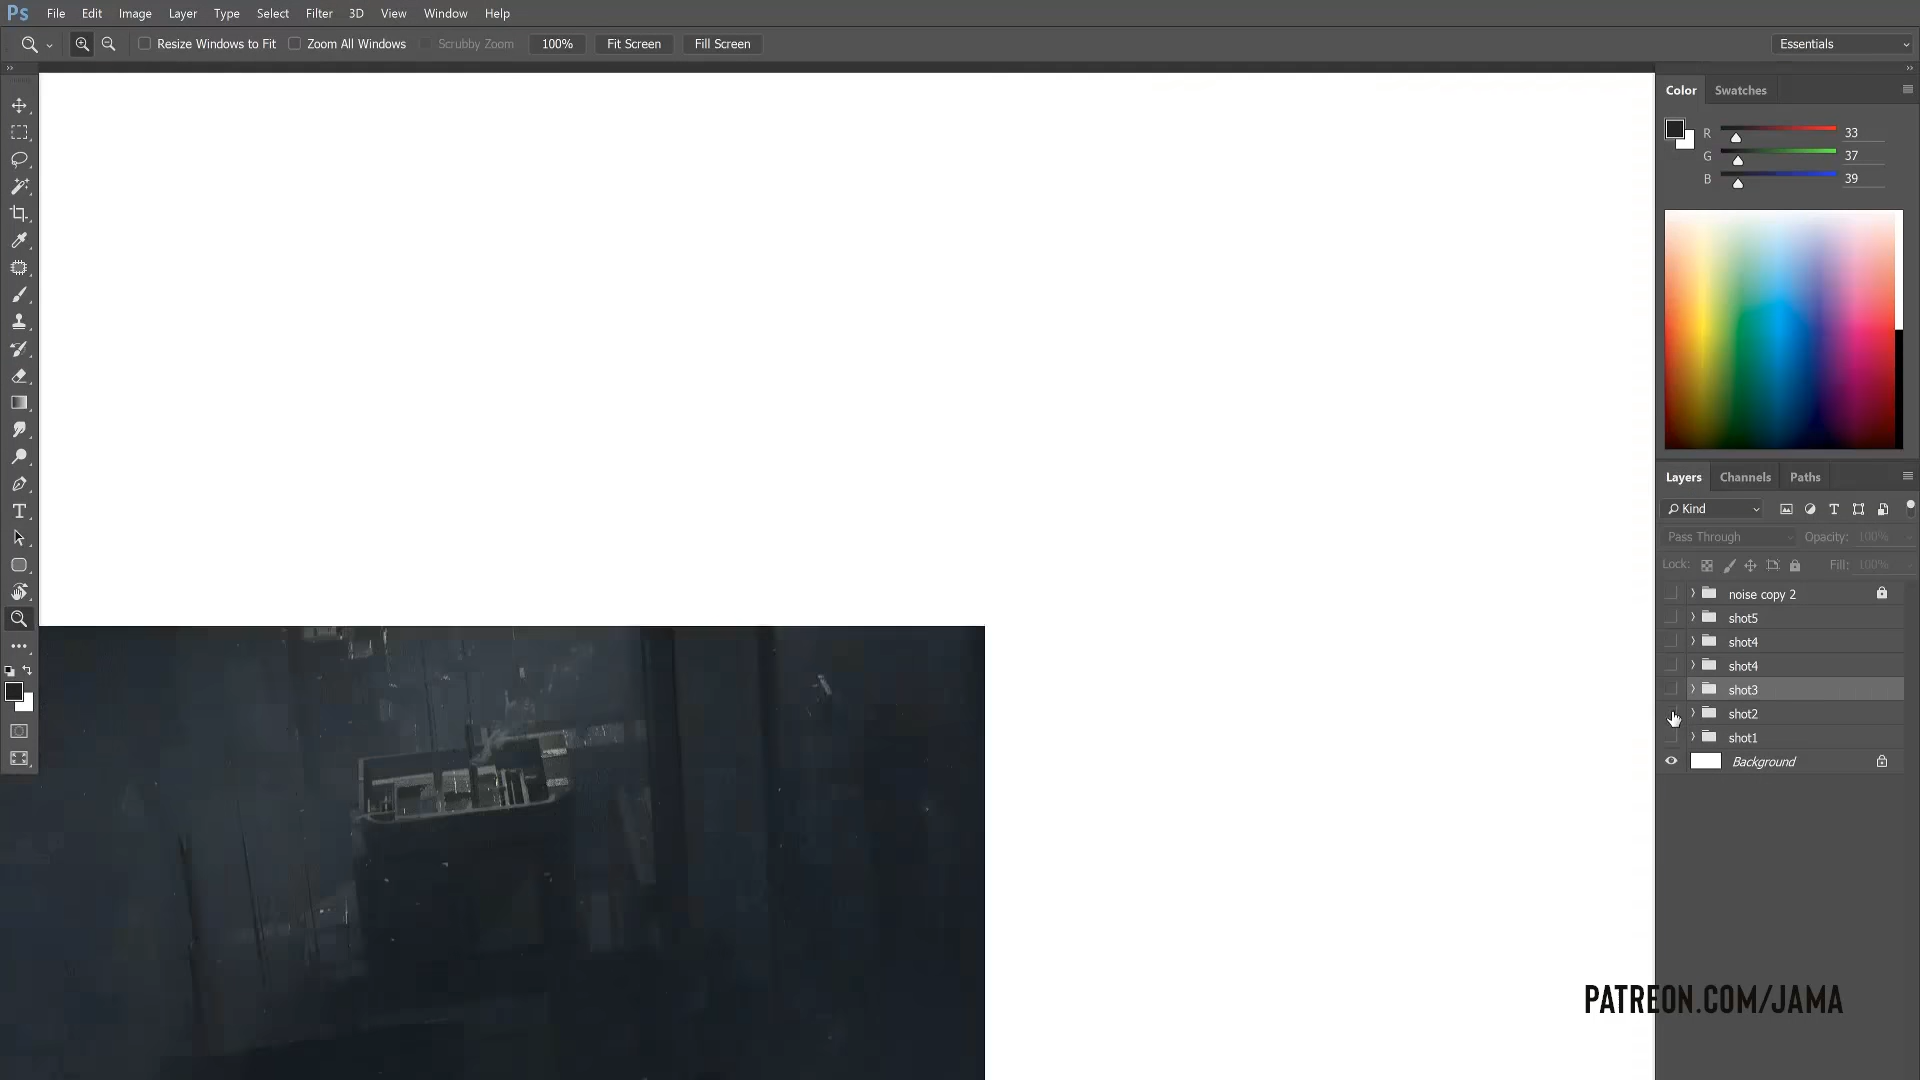 Ps File Edit Image Layer Type Select Filter 3D View Window Help
Resize Windows to Fit Zoom All Windows Scrubby Zoom 100% Fit Screen Fill Screen Essentials
Color Swatches
R 33
G 37
B 39
Layers Channels Paths
Kind
Pass Through Opacity: 100%
Lock: Fill: 100%
noise copy 2
shot5
shot4
shot4
shot3
shot2
shot1
Background
PATREON.COM/JAMA